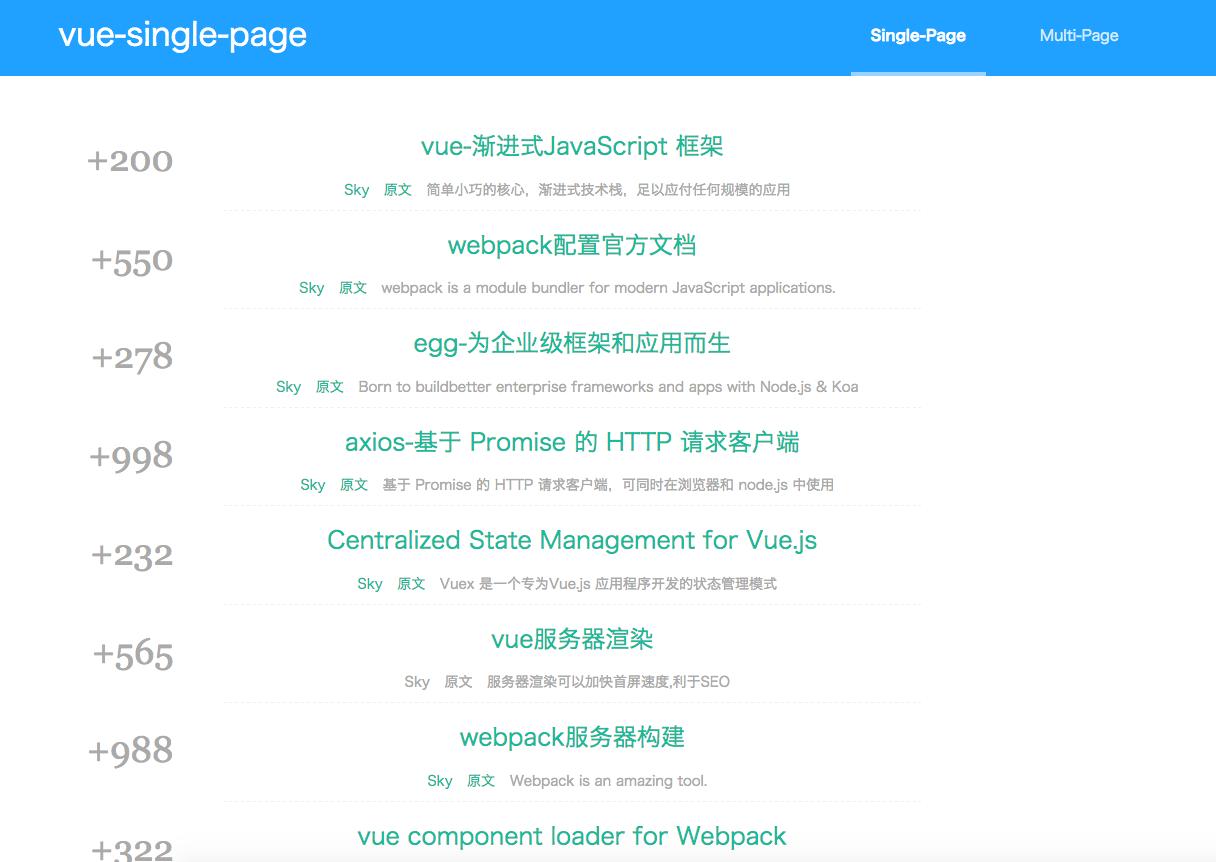 vue-single-page
Single-Page
Multi-Page
+200
vue-渐进式JavaScript 框架
Sky 原文 简单小巧的核心，渐进式技术栈，足以应付任何规模的应用
+550
webpack配置官方文档
Sky 原文 webpack is a module bundler for modern JavaScript applications.
+278
egg-为企业级框架和应用而生
Sky 原文 Born to buildbetter enterprise frameworks and apps with Node.js & Koa
+998
axios-基于 Promise 的 HTTP 请求客户端
Sky 原文 基于 Promise 的 HTTP 请求客户端，可同时在浏览器和 node.js 中使用
+232
Centralized State Management for Vue.js
Sky 原文 Vuex 是一个专为Vue.js 应用程序开发的状态管理模式
+565
vue服务器渲染
Sky 原文 服务器渲染可以加快首屏速度,利于SEO
+988
webpack服务器构建
Sky 原文 Webpack is an amazing tool.
+322
vue component loader for Webpack